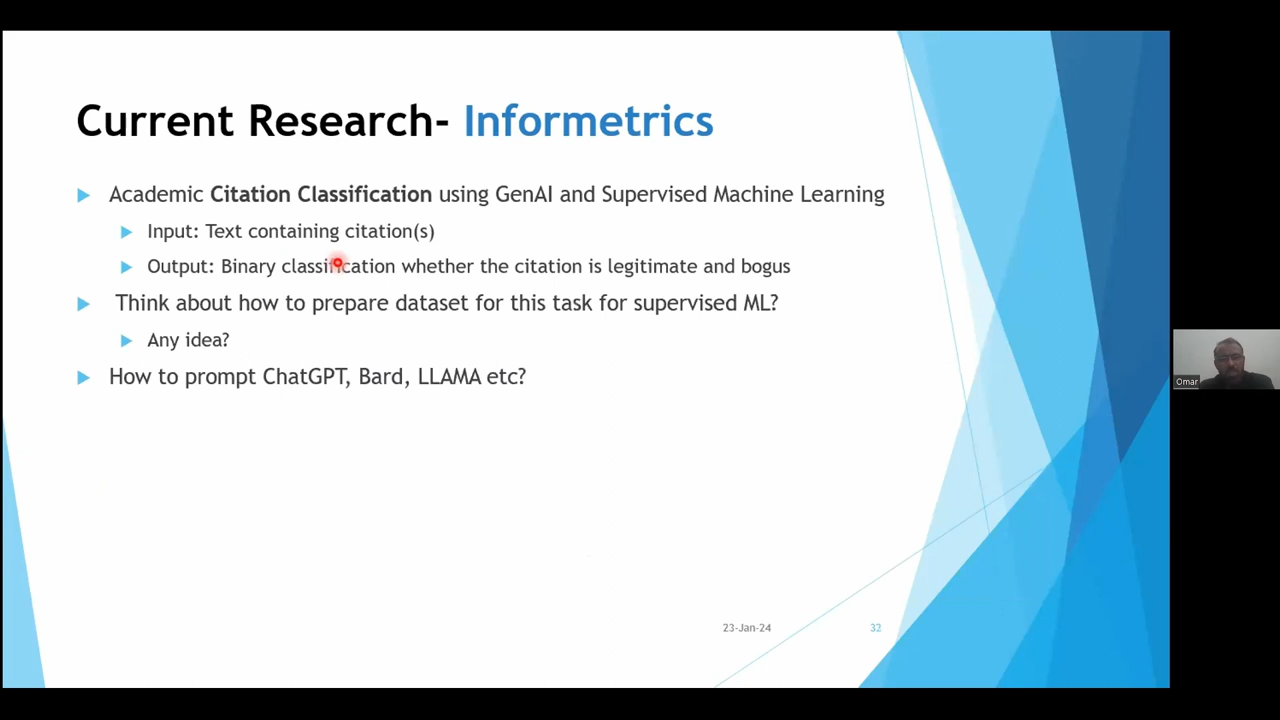 Current Research- Informetrics
Academic Citation Classification using GenAI and Supervised Machine Learning
Input: Text containing citation(s)
Output: Binary classification whether the citation is legitimate and bogus
Think about how to prepare dataset for this task for supervised ML?
Any idea?
How to prompt ChatGPT, Bard, LLAMA etc?
23-Jan-24
32
Omar